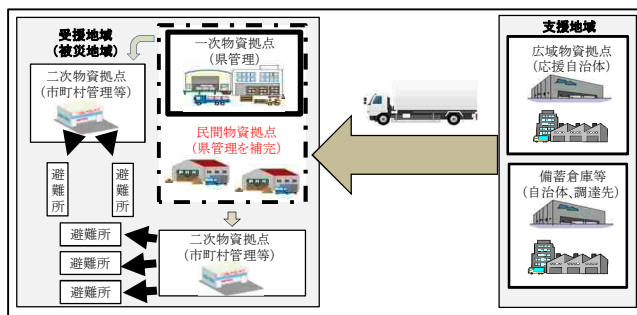 受援地域
(被災地域)
二次物資拠点
(市町村管理等)
避難所
避難所
一次物資拠点
(県管理)
民間物資拠点
(県管理を補完)
二次物資拠点
(市町村管理等)
避難所
避難所
避難所
支援地域
広域物資拠点
(応援自治体)
備蓄倉庫等
(自治体、調達先)